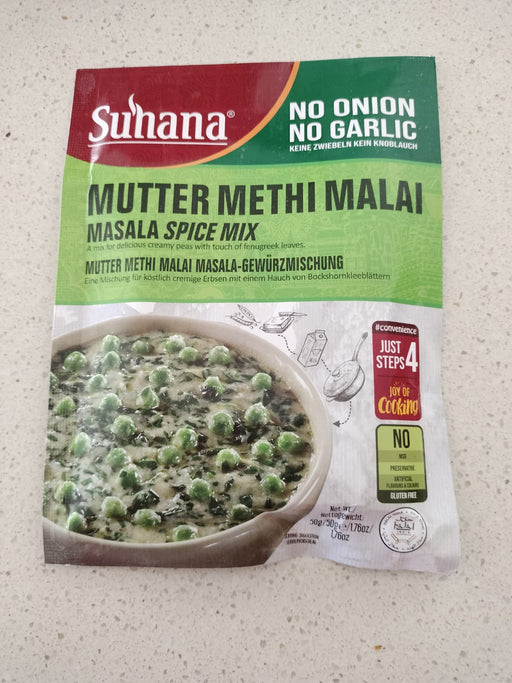 Suhana®
NO ONION
NO GARLIC
KEINE ZWIEBELN KEIN KNOBLAUCH
MUTTER METHI MALAI
MASALA SPICE MIX
A mix for delicious creamy peas with touch of fenugreek leaves.
MUTTER METHI MALAI MASALA-GEWÜRZMISCHUNG
Eine Mischung für köstlich cremige Erbsen mit einem Hauch von Bockshornkleeblättern
#convenience
JUST
STEPS 4
JOY OF
Cooking
NO
MSG
PRESERVATIVE
ARTIFICIAL
FLAVOURS & COLOURS
GLUTEN FREE
Net Wt/
Nettogewicht:
50g/50g e/1.76oz/
1.76oz